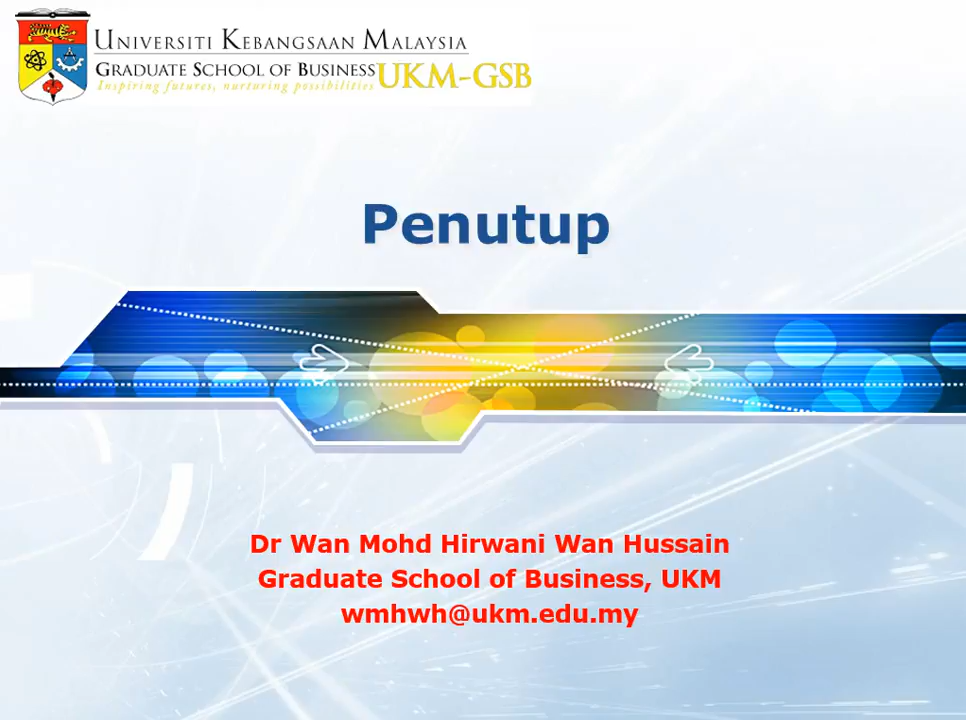 UNIVERSITI KEBANGSAAN MALAYSIA
GRADUATE SCHOOL OF BUSINESS UKM-GSB
Inspiring futures, nurturing possibilities
Penutup
Dr Wan Mohd Hirwani Wan Hussain
Graduate School of Business, UKM
wmhwh@ukm.edu.my